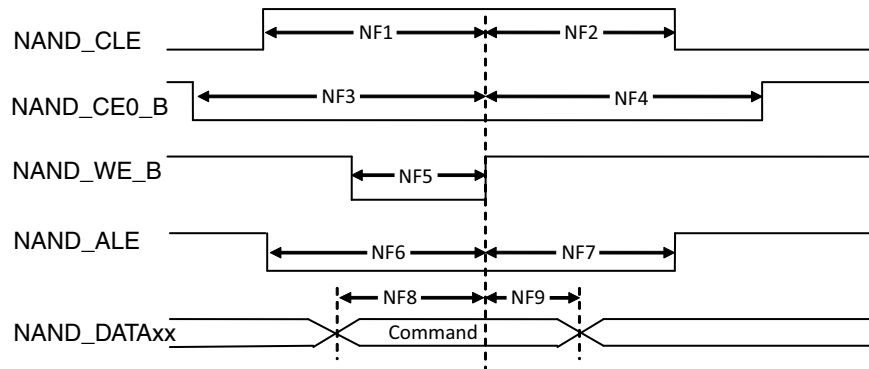 NAND_CLE NF1 NF2
NAND_CE0_B NF3 NF4
NAND_WE_B NF5
NAND_ALE NF6 NF7
NF8 NF9
NAND_DATAxx Command